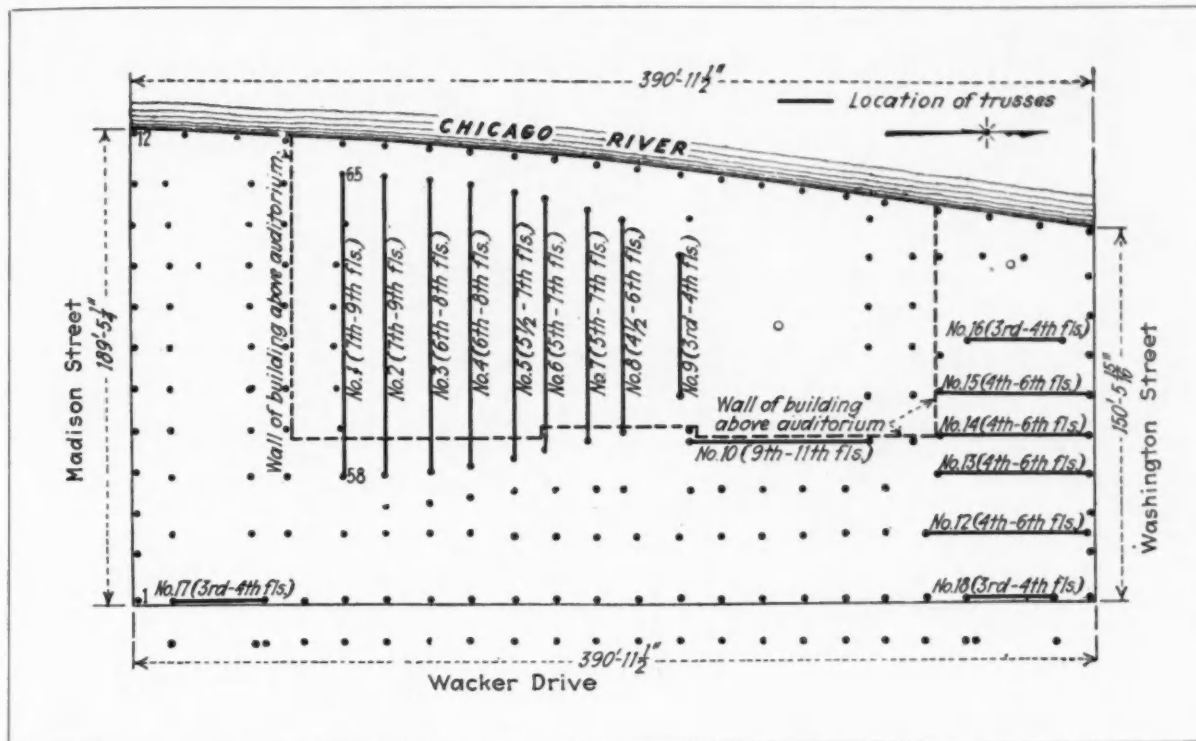 390'-11½"
Location of trusses
CHICAGO RIVER
12
65
Madison Street
189'-5¼"
Wall of building above auditorium.
No.1 (7th-9th fls.)
No.2 (7th-9th fls.)
No.3 (6th-8th fls.)
No.4 (6th-8th fls.)
No.5 (5½-7th fls.)
No.6 (5th-7th fls.)
No.7 (5th-7th fls.)
No.8 (4½-6th fls.)
No.9 (3rd-4th fls.)
58
Wall of building
above auditorium
No.10 (9th-11th fls.)
No.16 (3rd-4th fls.)
No.15 (4th-6th fls.)
No.14 (4th-6th fls.)
No.13 (4th-6th fls.)
No.12 (4th-6th fls.)
150'-5 15/16"
Washington Street
1
No.17 (3rd-4th fls.)
No.18 (3rd-4th fls.)
390'-11½"
Wacker Drive